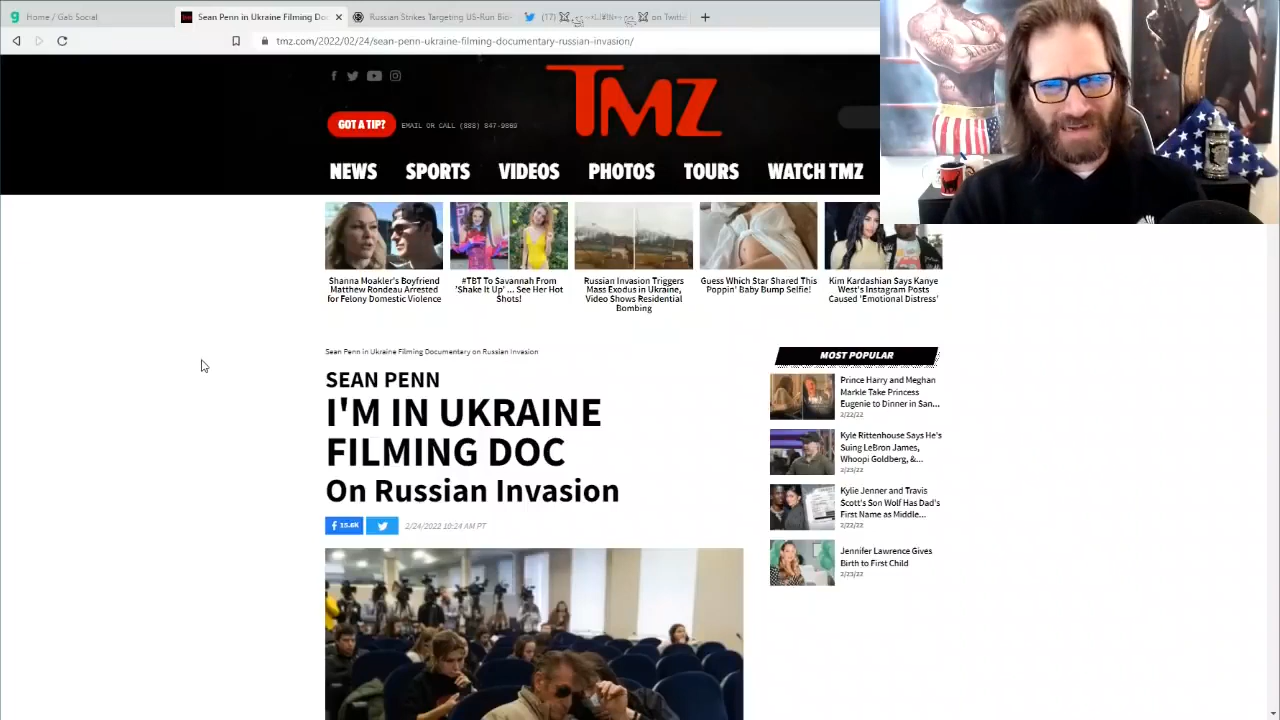 Home / Gab Social
Sean Penn in Ukraine Filming Doc
Russian Strikes Targeting US-Run Bio
(17)
on Twitte
tmz.com/2022/02/24/sean-penn-ukraine-filming-documentary-russian-invasion/
TMZ
GOT A TIP?
EMAIL OR CALL (888) 847-9869
NEWS
SPORTS
VIDEOS
PHOTOS
TOURS
WATCH TMZ
Shanna Moakler's Boyfriend
Matthew Rondeau Arrested
for Felony Domestic Violence
#TBT To Savannah From
'Shake It Up' ... See Her Hot
Shots!
Russian Invasion Triggers
Mass Exodus in Ukraine,
Video Shows Residential
Bombing
Guess Which Star Shared This
Poppin' Baby Bump Selfie!
Kim Kardashian Says Kanye
West's Instagram Posts
Caused 'Emotional Distress'
Sean Penn in Ukraine Filming Documentary on Russian Invasion
SEAN PENN
I'M IN UKRAINE
FILMING DOC
On Russian Invasion
15.6K
2/24/2022 10:24 AM PT
MOST POPULAR
Prince Harry and Meghan
Markle Take Princess
Eugenie to Dinner in San...
2/22/22
Kyle Rittenhouse Says He's
Suing LeBron James,
Whoopi Goldberg, &...
2/23/22
Kylie Jenner and Travis
Scott's Son Wolf Has Dad's
First Name as Middle...
2/22/22
Jennifer Lawrence Gives
Birth to First Child
2/23/22